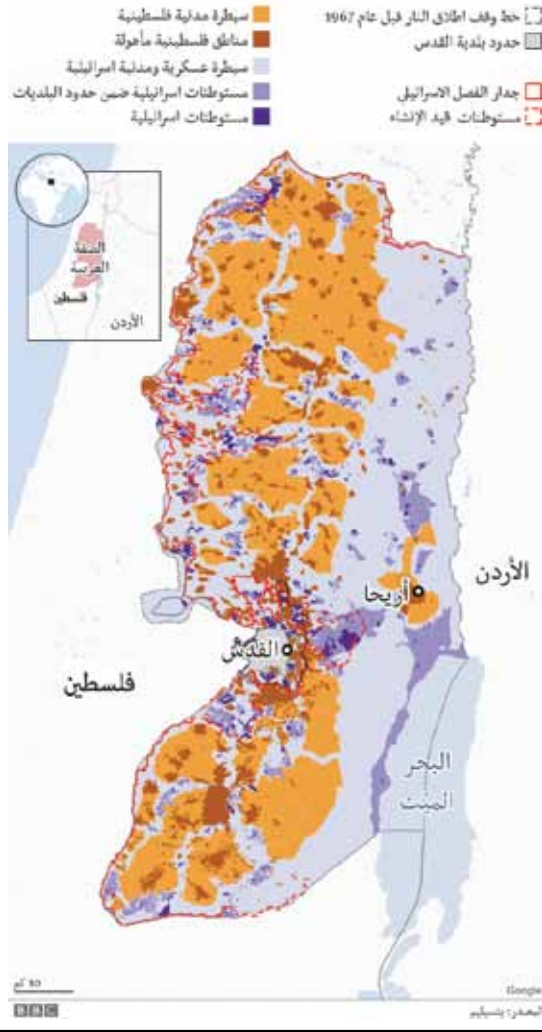 خط وقف اطلاق النار قبل عام 1967
حدود بلدية القدس
جدار الفصل الاسرائيلي
مستوطنات قيد الإنشاء
سيطرة مدنية فلسطينية
مناطق فلسطينية مأهولة
سيطرة عسكرية ومدنية اسرائيلية
مستوطنات اسرائيلية ضمن حدود البلديات
مستوطنات اسرائيلية
الضفة
الغربية
فلسطين
الأردن
الأردن
أريحا
القدس
فلسطين
البحر
الميت
كم
Google
BBC
المصدر: بتسيليم